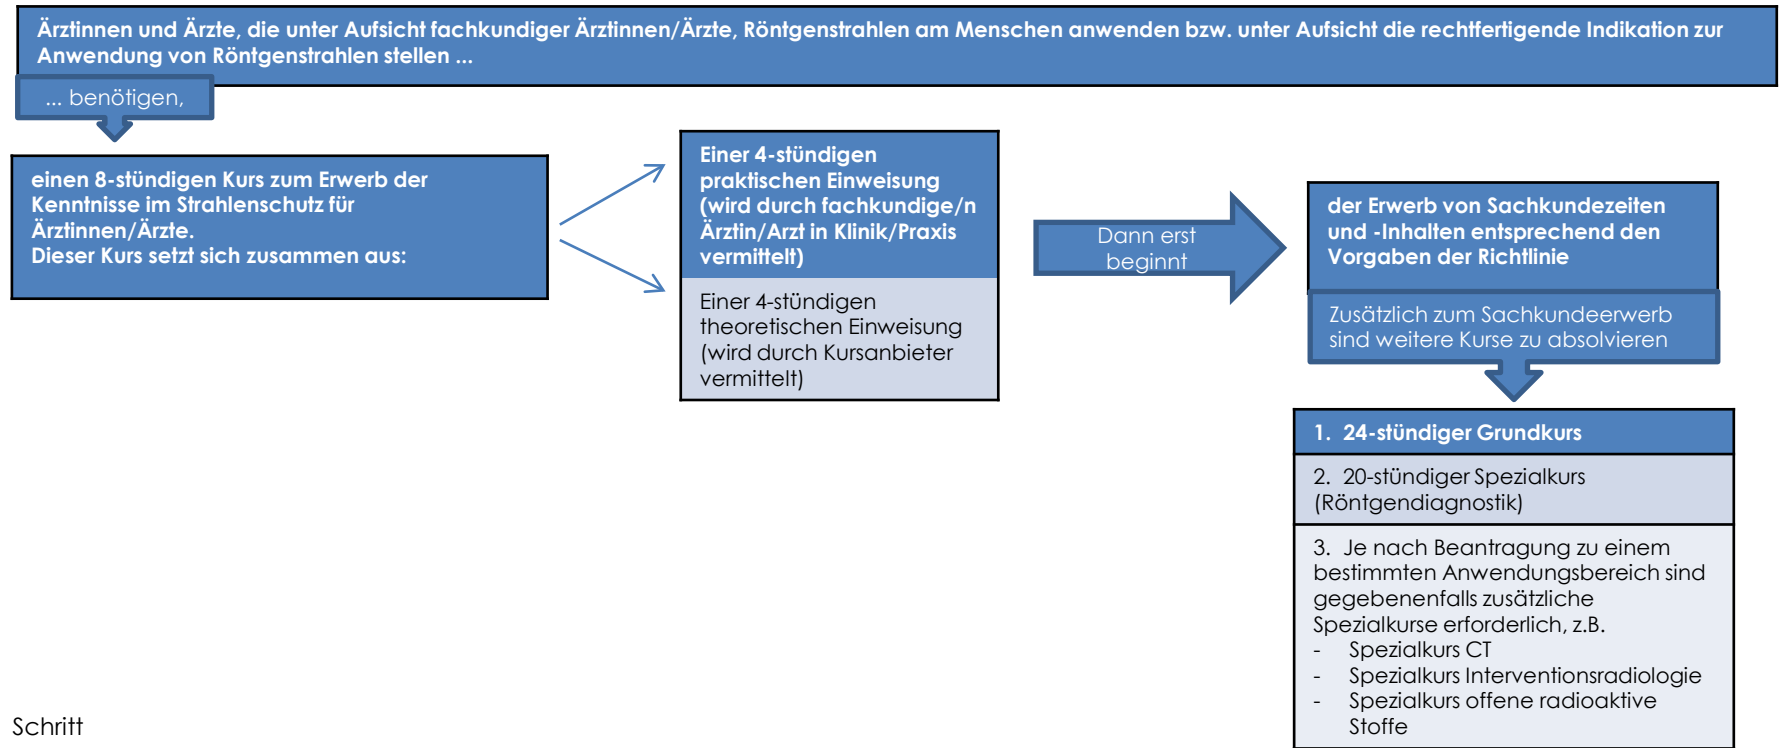 Ärztinnen und Ärzte, die unter Aufsicht fachkundiger Ärztinnen/Ärzte, Röntgenstrahlen am Menschen anwenden bzw. unter Aufsicht die rechtfertigende Indikation zur
Anwendung von Röntgenstrahlen stellen ...
... benötigen,
einen 8-stündigen Kurs zum Erwerb der
Kenntnisse im Strahlenschutz für
Ärztinnen/Ärzte.
Dieser Kurs setzt sich zusammen aus:
Einer 4-stündigen
praktischen Einweisung
(wird durch fachkundige/n
Ärztin/Arzt in Klinik/Praxis
vermittelt)
Einer 4-stündigen
theoretischen Einweisung
(wird durch Kursanbieter
vermittelt)
Dann erst
beginnt
der Erwerb von Sachkundezeiten
und -Inhalten entsprechend den
Vorgaben der Richtlinie
Zusätzlich zum Sachkundeerwerb
sind weitere Kurse zu absolvieren
1. 24-stündiger Grundkurs
2. 20-stündiger Spezialkurs
(Röntgendiagnostik)
3. Je nach Beantragung zu einem
bestimmten Anwendungsbereich sind
gegebenenfalls zusätzliche
Spezialkurse erforderlich, z.B.
- Spezialkurs CT
- Spezialkurs Interventionsradiologie
- Spezialkurs offene radioaktive
Stoffe
Schritt